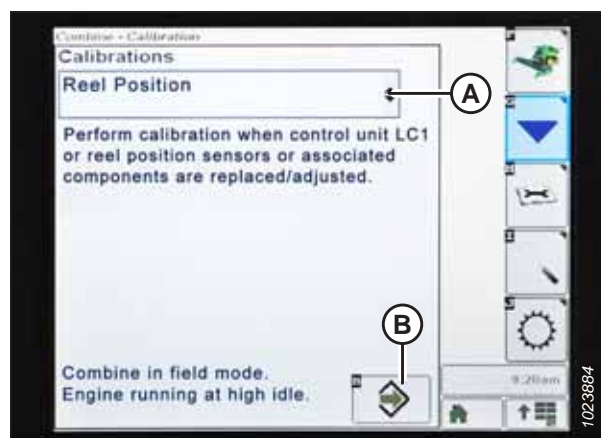 Combine - Calibration
Calibrations
Reel Position
A
Perform calibration when control unit LC1
or reel position sensors or associated
components are replaced/adjusted.
B
Combine in field mode.
Engine running at high idle.
9:20am
1023884